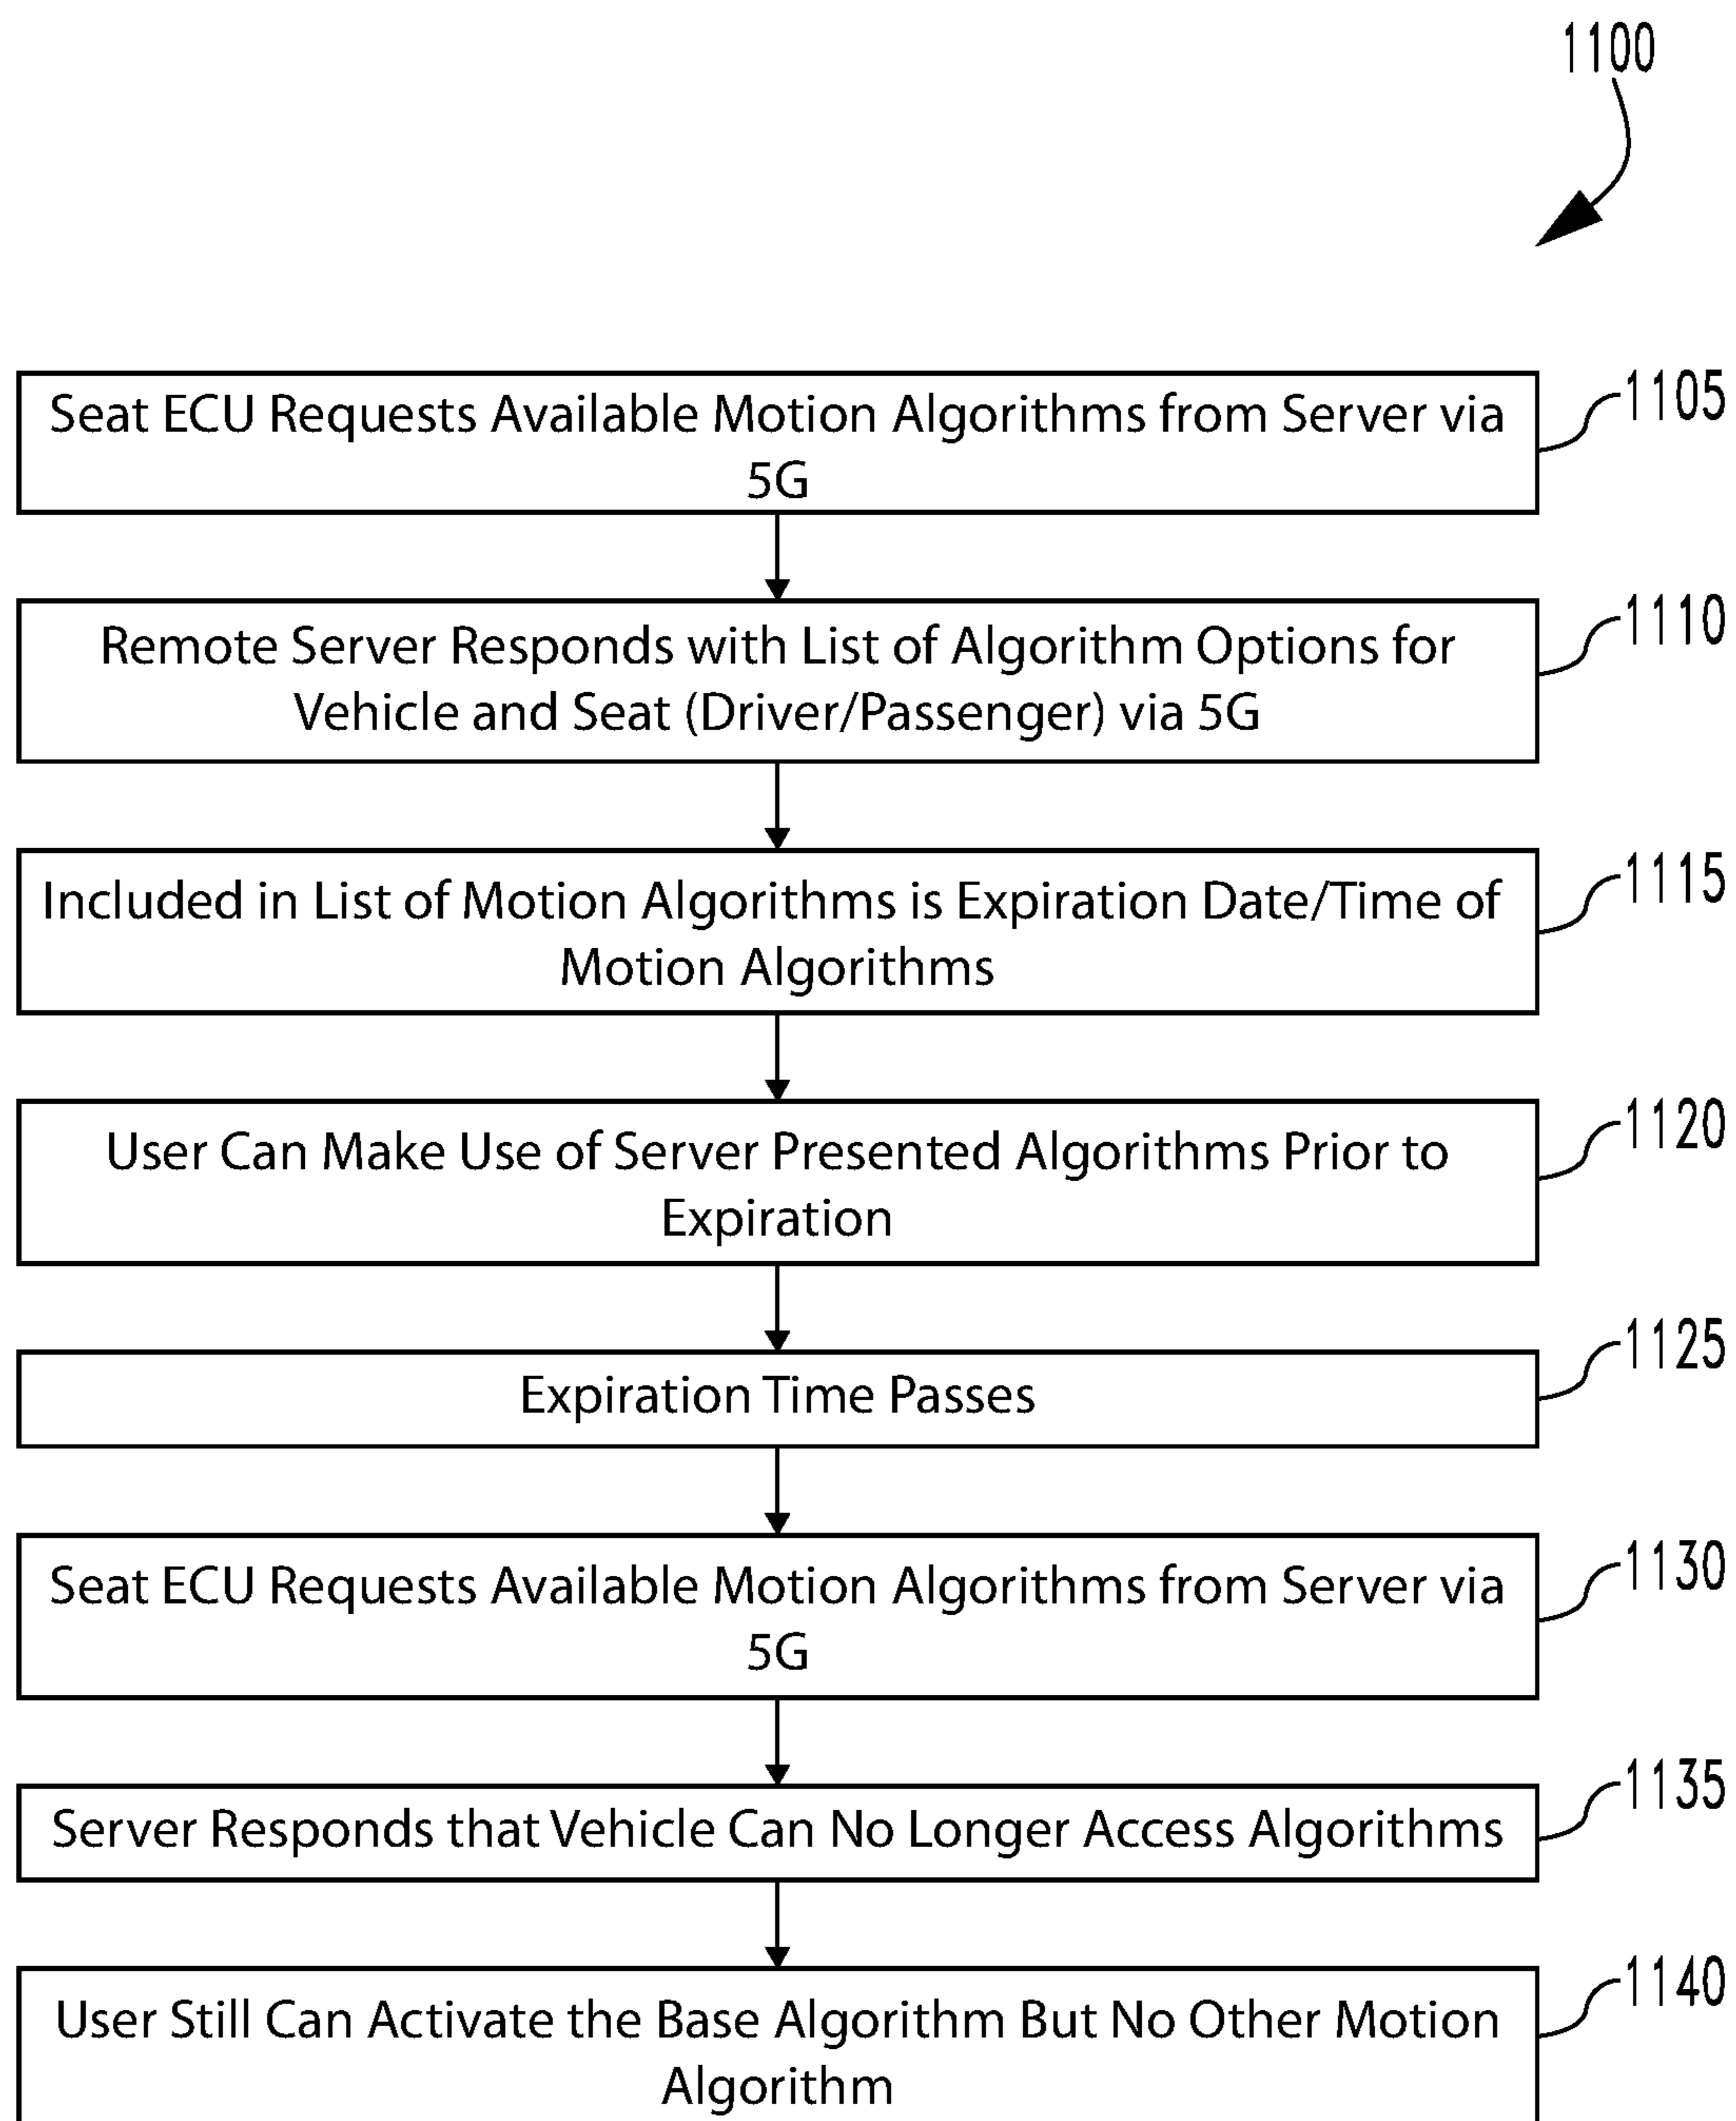 1100
Seat ECU Requests Available Motion Algorithms from Server via
5G
1105
Remote Server Responds with List of Algorithm Options for
Vehicle and Seat (Driver/Passenger) via 5G
1110
Included in List of Motion Algorithms is Expiration Date/Time of
Motion Algorithms
1115
User Can Make Use of Server Presented Algorithms Prior to
Expiration
1120
Expiration Time Passes
1125
Seat ECU Requests Available Motion Algorithms from Server via
5G
1130
Server Responds that Vehicle Can No Longer Access Algorithms
1135
User Still Can Activate the Base Algorithm But No Other Motion
Algorithm
1140